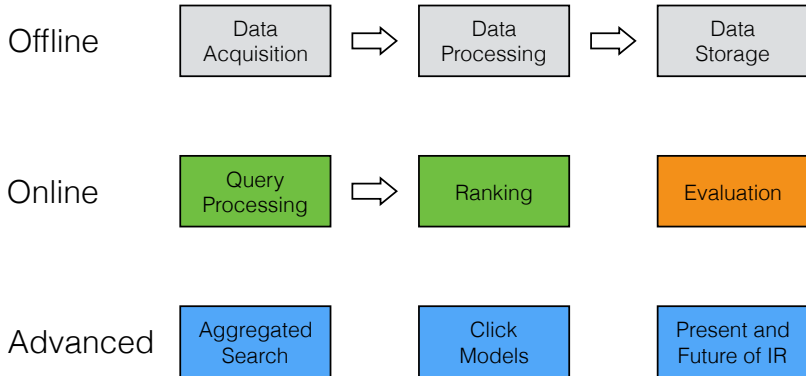 Offline
Data
Acquisition
Data
Processing
Data
Storage
Online
Query
Processing
Ranking
Evaluation
Advanced
Aggregated
Search
Click
Models
Present and
Future of IR